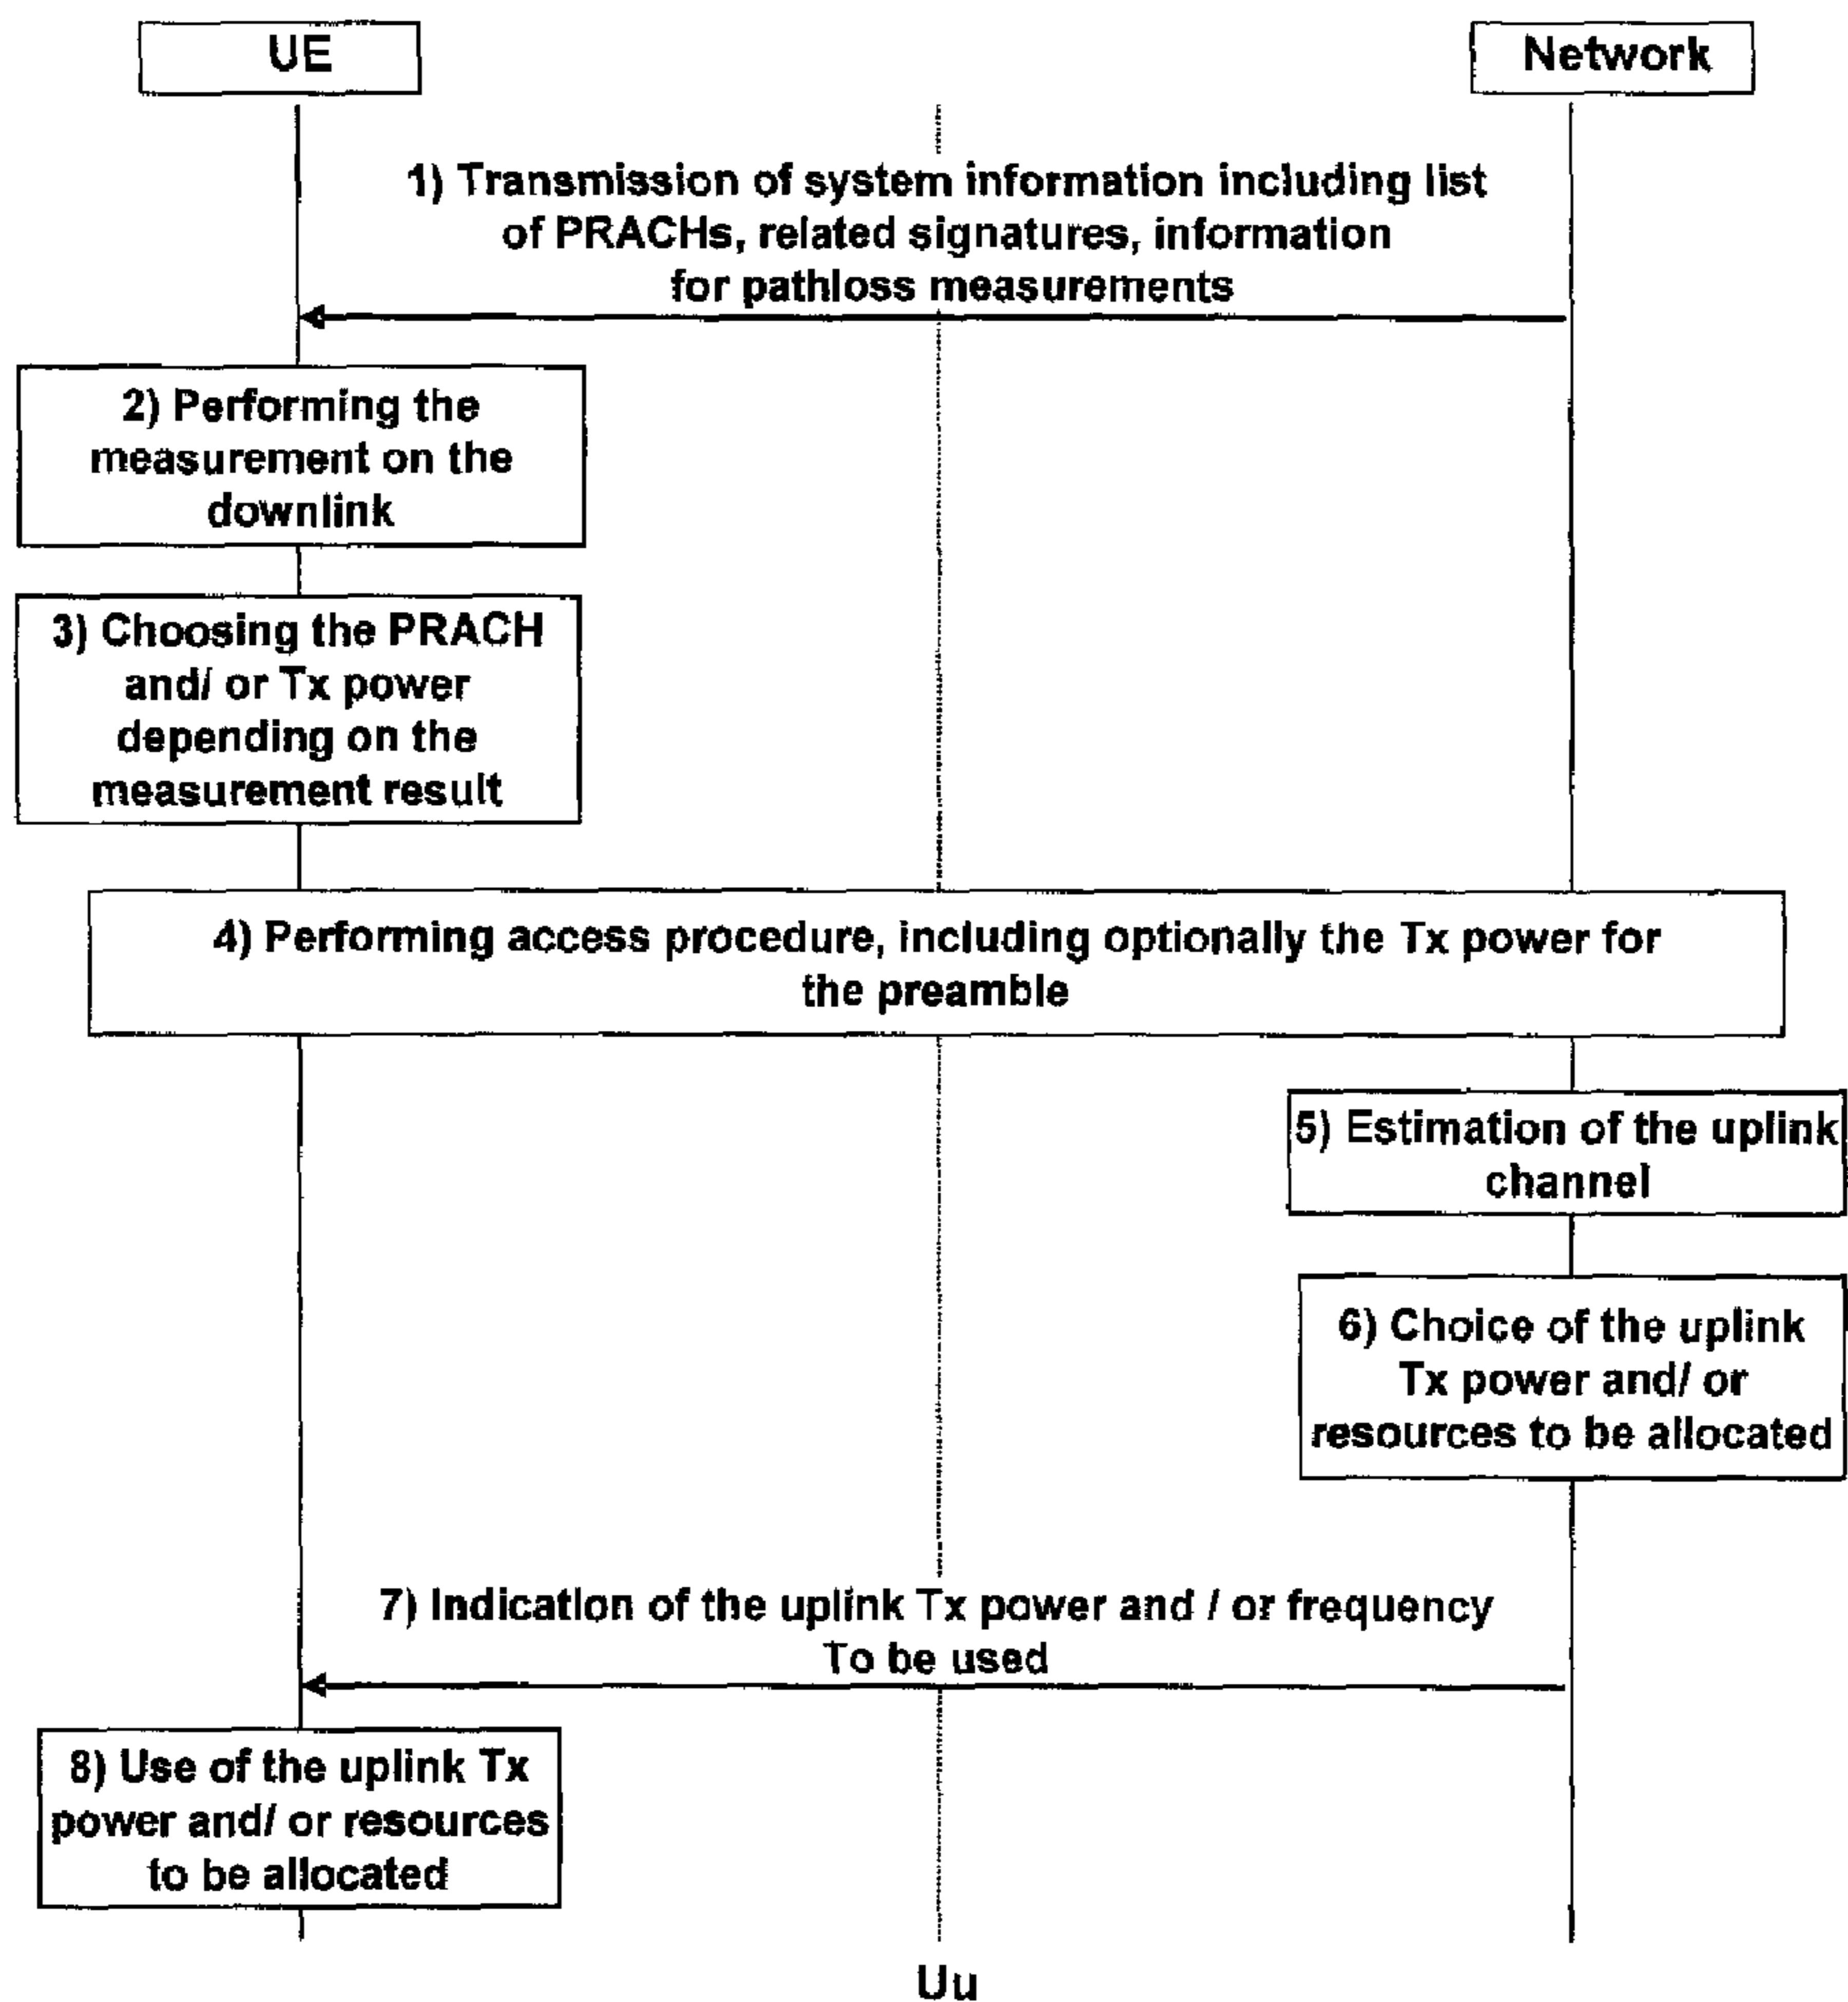 UE
Network
1) Transmission of system information including list
of PRACHs, related signatures, information
for pathloss measurements
2) Performing the
measurement on the
downlink
3) Choosing the PRACH
and/ or Tx power
depending on the
measurement result
4) Performing access procedure, including optionally the Tx power for
the preamble
5) Estimation of the uplink
channel
6) Choice of the uplink
Tx power and/ or
resources to be allocated
7) Indication of the uplink Tx power and / or frequency
To be used
8) Use of the uplink Tx
power and/ or resources
to be allocated
Uu